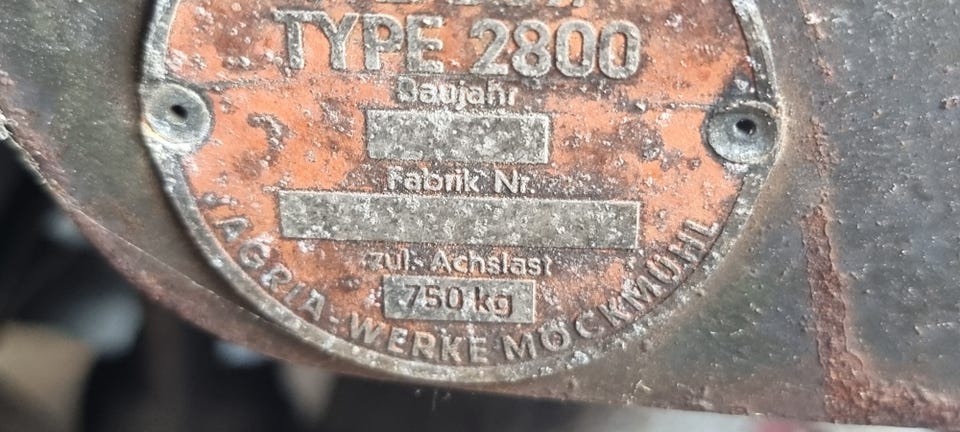 TYPE 2800
Baujahr
Fabrik Nr.
zul. Achslast
750 kg
AGRIA-WERKE MÖCKMÜHL